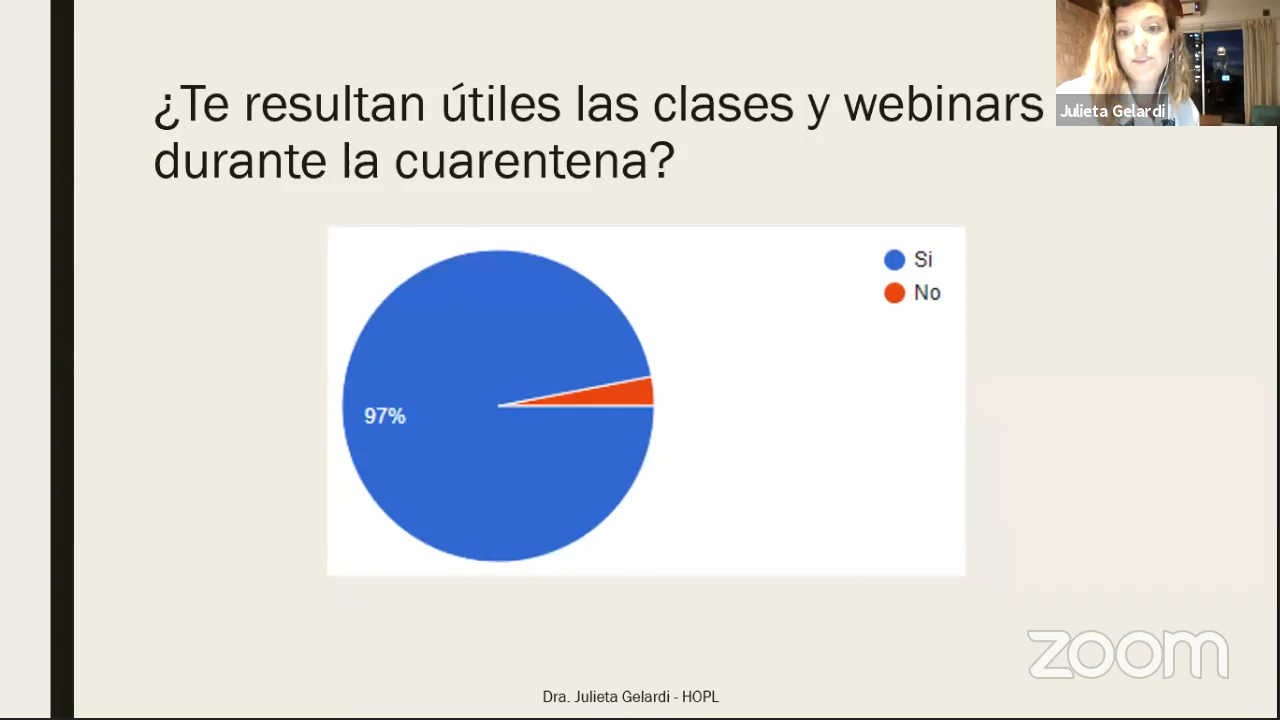 ¿Te resultan útiles las clases y webinars
durante la cuarentena?
Julieta Gelardi
Si
No
97%
zoom
Dra. Julieta Gelardi - HOPL